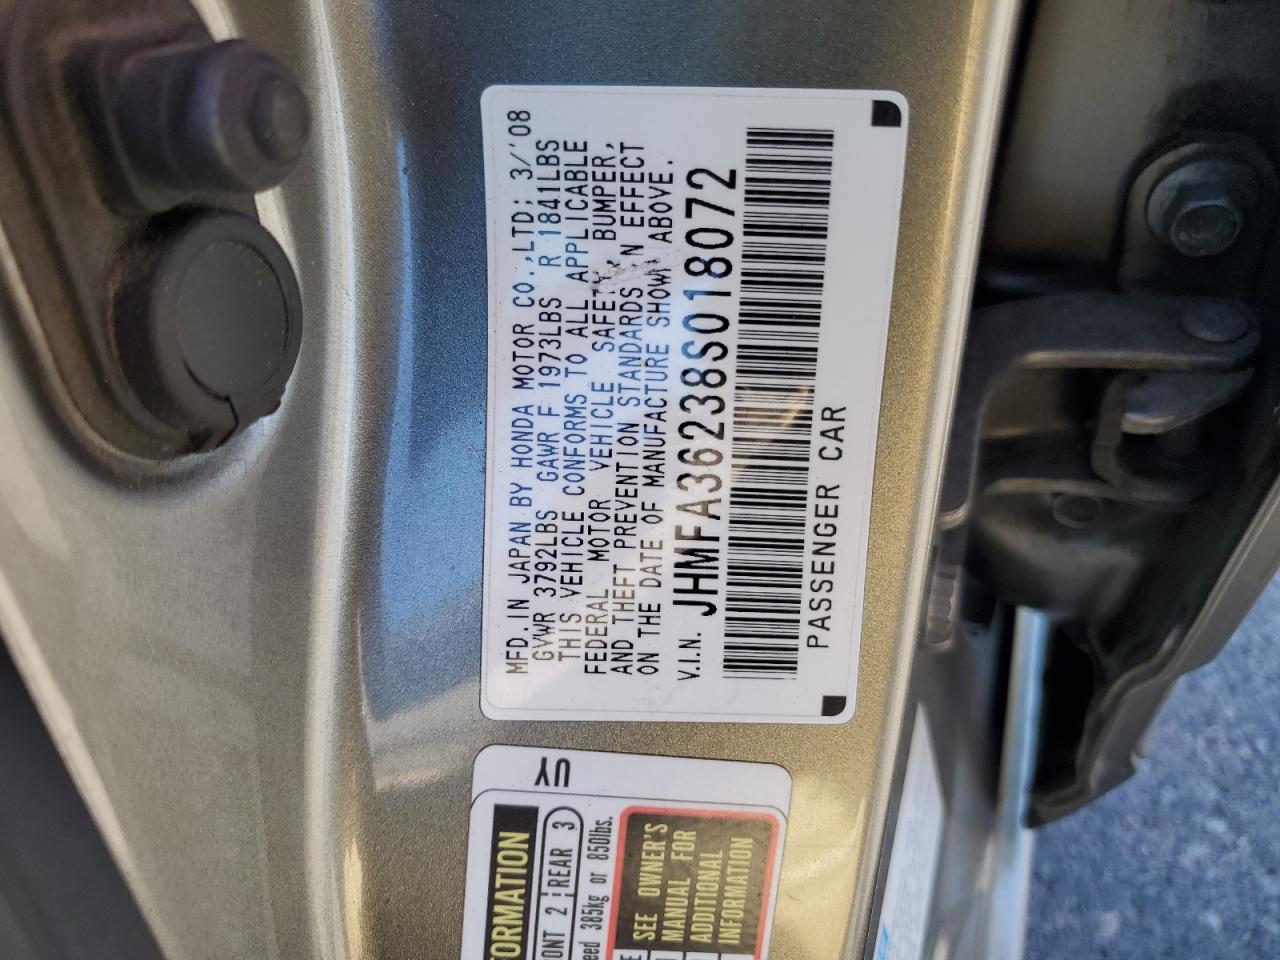 MFD. IN JAPAN BY HONDA MOTOR CO.,LTD; 3/'08
GVWR 3792LBS GAWR F 1973LBS R 1841LBS
THIS VEHICLE CONFORMS TO ALL APPLICABLE
FEDERAL MOTOR VEHICLE SAFETY, BUMPER,
AND THEFT PREVENTION STANDARDS IN EFFECT
ON THE DATE OF MANUFACTURE SHOWN ABOVE.
V.I.N. JHMFA36238S018072
PASSENGER CAR
UY
2 REAR 3
385kg or 850lbs.
SEE OWNER'S
MANUAL FOR
ADDITIONAL
INFORMATION